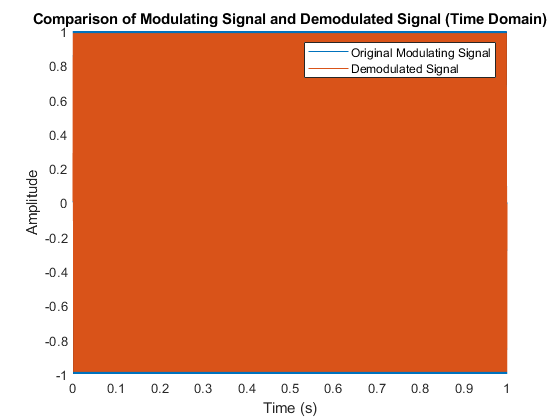 Comparison of Modulating Signal and Demodulated Signal (Time Domain)
1
0.8
0.6
0.4
0.2
0
-0.2
-0.4
-0.6
-0.8
-1
Amplitude
Original Modulating Signal
Demodulated Signal
0 0.1 0.2 0.3 0.4 0.5 0.6 0.7 0.8 0.9 1
Time (s)